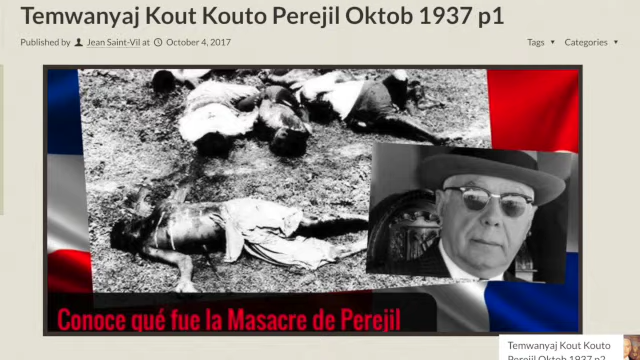 Temwanyaj Kout Kouto Perejil Oktob 1937 p1
Published by Jean Saint-Vil at October 4, 2017
Tags ▼ Categories ▼
Conoce qué fue la Masacre de Perejil
Temwanyaj Kout Kouto
Perejil Oktob 1937 p2